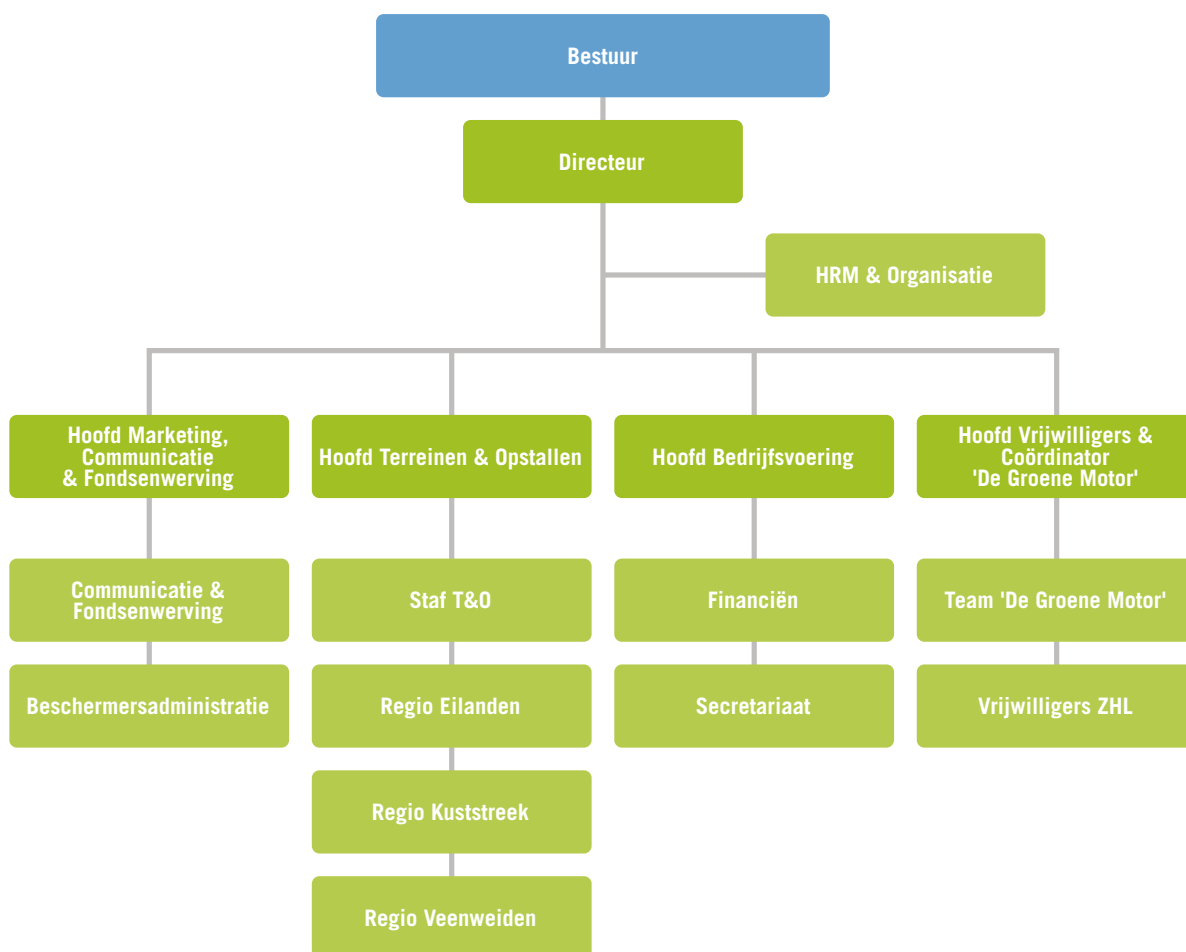 Bestuur
Directeur
HRM & Organisatie
Hoofd Marketing,
Communicatie
& Fondsenwerving
Hoofd Terreinen & Opstallen
Hoofd Bedrijfsvoering
Hoofd Vrijwilligers &
Coördinator
'De Groene Motor'
Communicatie &
Fondsenwerving
Staf T&O
Financiën
Team 'De Groene Motor'
Beschermersadministratie
Regio Eilanden
Secretariaat
Vrijwilligers ZHL
Regio Kuststreek
Regio Veenweiden